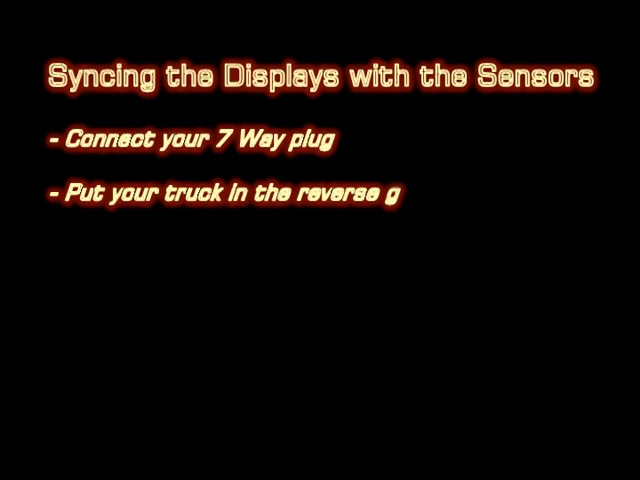 Syncing the Displays with the Sensors
- Connect your 7 Way plug
- Put your truck in the reverse g